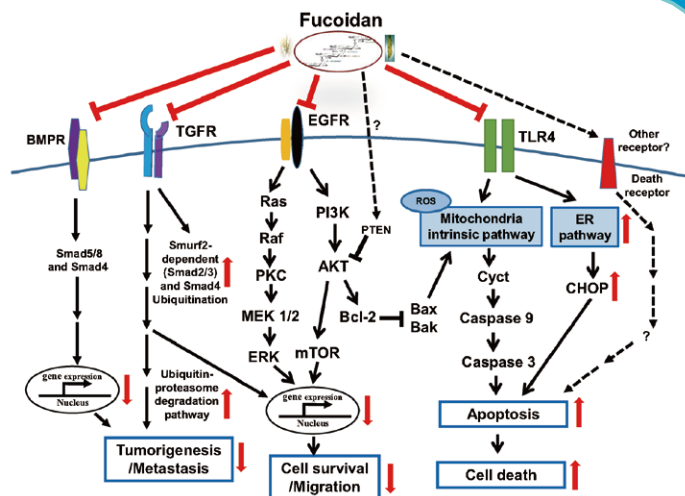 Fucoidan
BMPR
TGFR
EGFR
?
TLR4
Other
receptor?
Death
receptor
Ras
Raf
PKC
MEK 1/2
ERK
PI3K
AKT
mTOR
PTEN
Bcl-2
Bax
Bak
ROS
Mitochondria
intrinsic pathway
ER
pathway
Cyct
Caspase 9
Caspase 3
CHOP
?
Smad5/8
and Smad4
Smurf2-
dependent
(Smad2/3)
and Smad4
Ubiquitination
Ubiquitin-
proteasome
degradation
pathway
gene expression
Nucleus
gene expression
Nucleus
Tumorigenesis
/Metastasis
Cell survival
/Migration
Apoptosis
Cell death